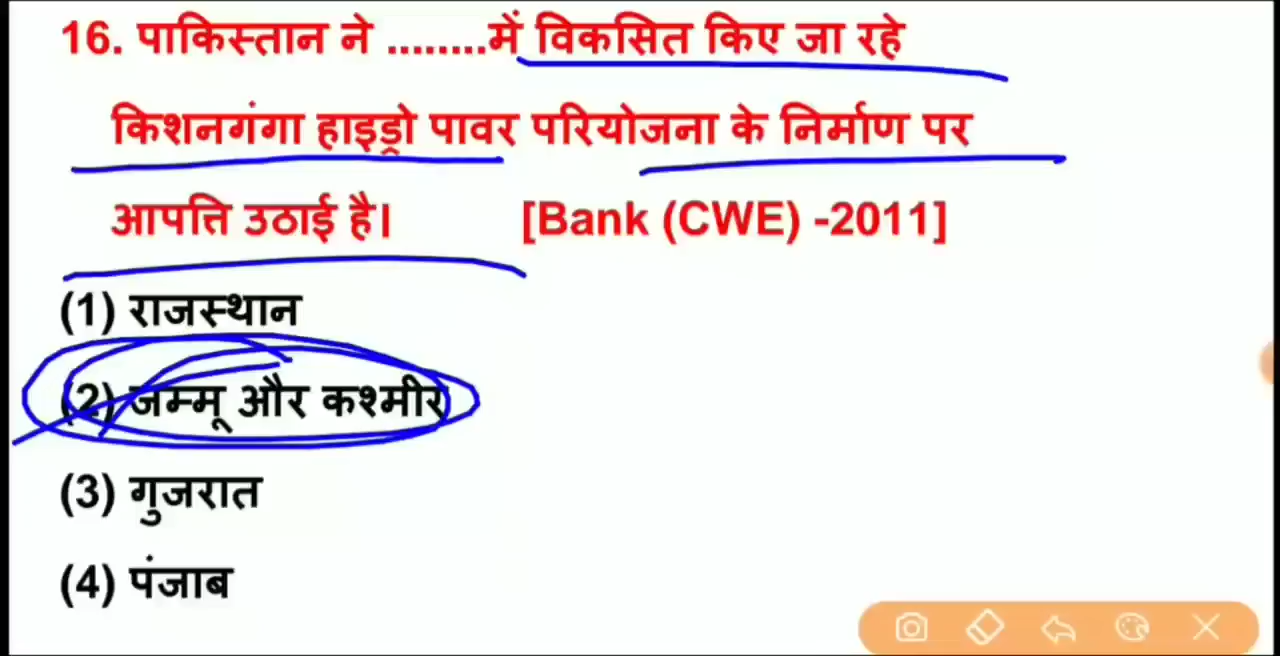 16. पाकिस्तान ने ........में विकसित किए जा रहे
किशनगंगा हाइड्रो पावर परियोजना के निर्माण पर
आपत्ति उठाई है। [Bank (CWE) -2011]
(1) राजस्थान
(2) जम्मू और कश्मीर
(3) गुजरात
(4) पंजाब